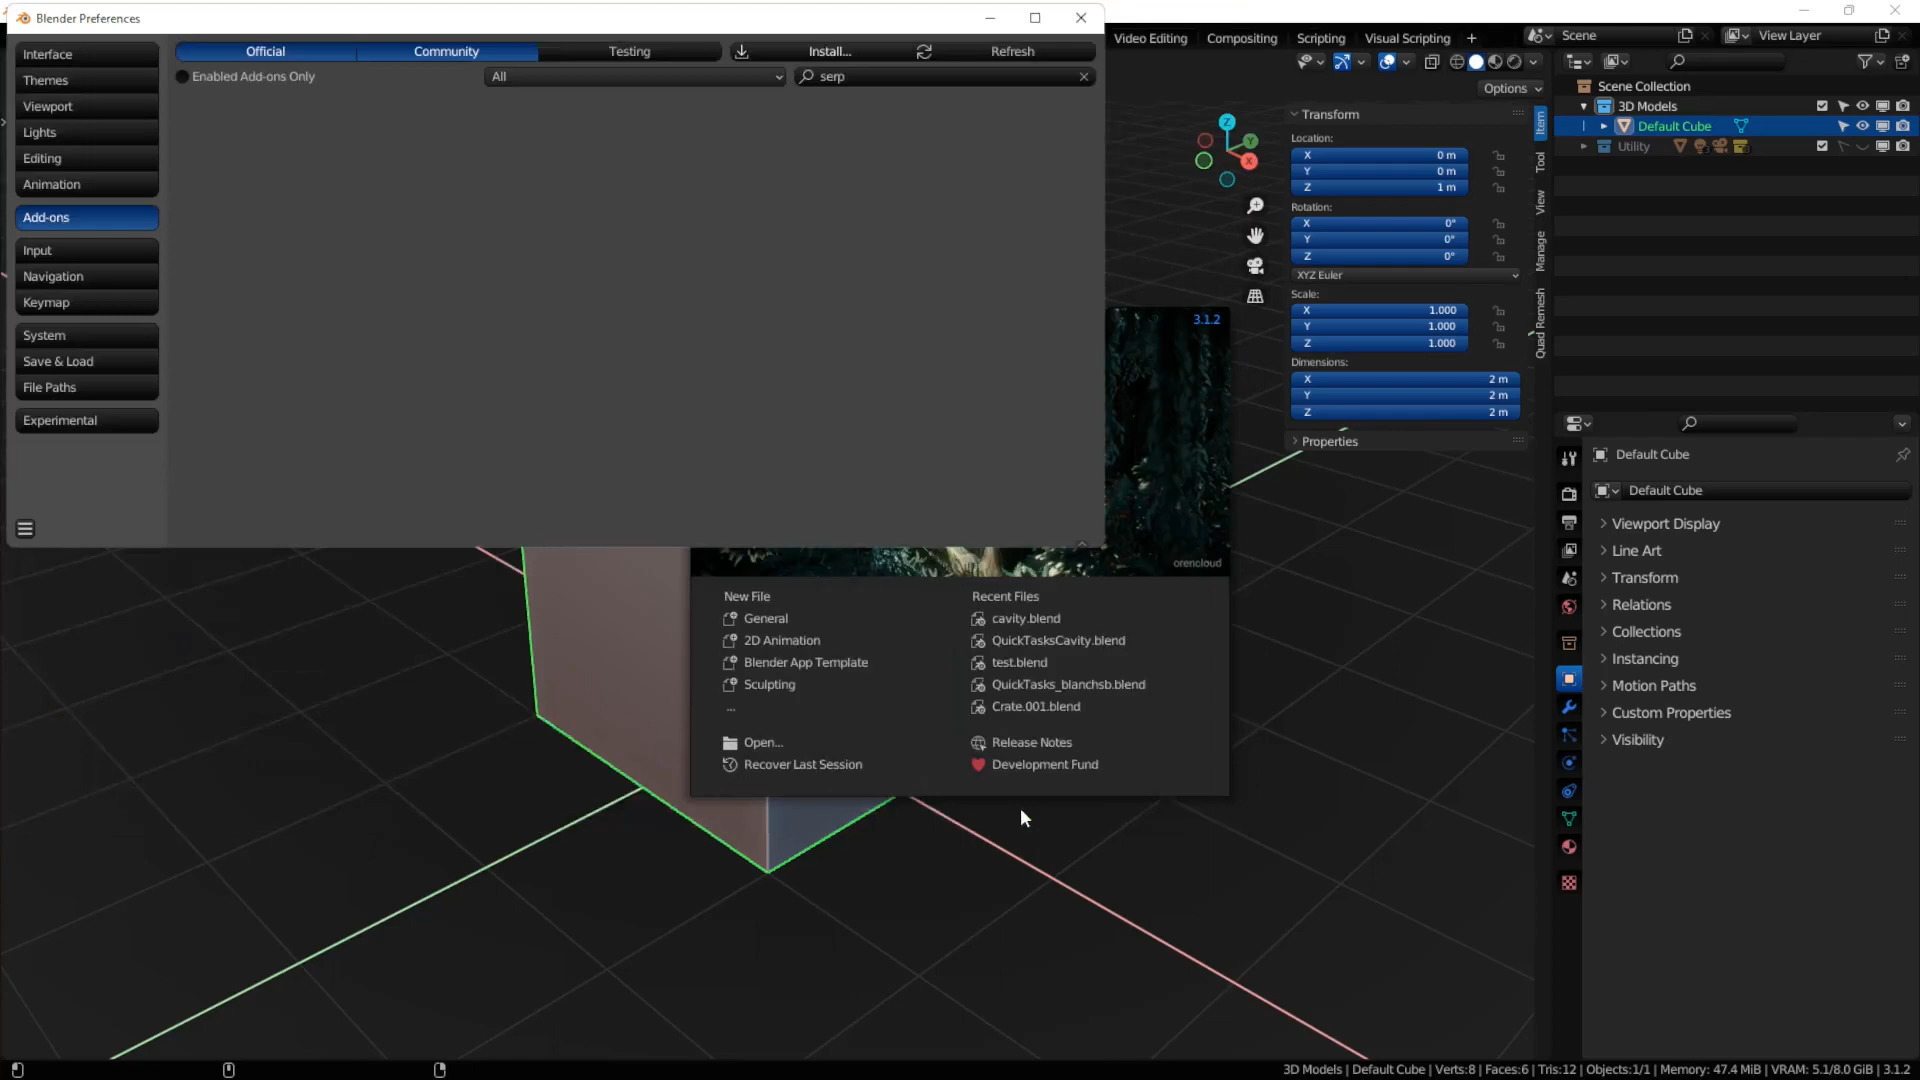 Blender Preferences
Interface
Themes
Viewport
Lights
Editing
Animation
Add-ons
Input
Navigation
Keymap
System
Save & Load
File Paths
Experimental
Official
Community
Testing
Install...
Refresh
Enabled Add-ons Only
All
serp
Video Editing
Compositing
Scripting
Visual Scripting
+
Scene
View Layer
Options
Z
Y
X
Transform
Location:
X 0 m
Y 0 m
Z 1 m
Rotation:
X 0°
Y 0°
Z 0°
XYZ Euler
Scale:
X 1.000
Y 1.000
Z 1.000
Dimensions:
X 2 m
Y 2 m
Z 2 m
Properties
Item
Tool
View
Manage
Quad Remesh
Scene Collection
3D Models
Default Cube
Utility
Default Cube
Default Cube
Viewport Display
Line Art
Transform
Relations
Collections
Instancing
Motion Paths
Custom Properties
Visibility
3.1.2
orencloud
New File
General
2D Animation
Blender App Template
Sculpting
...
Open...
Recover Last Session
Recent Files
cavity.blend
QuickTasksCavity.blend
test.blend
QuickTasks_blanchsb.blend
Crate.001.blend
Release Notes
Development Fund
3D Models | Default Cube | Verts:8 | Faces:6 | Tris:12 | Objects:1/1 | Memory: 47.4 MiB | VRAM: 5.1/8.0 GiB | 3.1.2